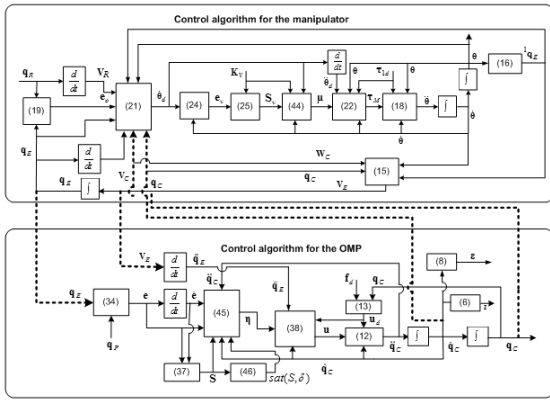 Control algorithm for the manipulator
q_R
d/dt
V_R
e_o
(19)
(21)
θ̇_d
(24)
e_v
(25)
K_V
S_v
(44)
μ
d/dt
θ̈_d
θ
(22)
τ_ld
τ_M
(18)
θ̈
∫
θ̇
∫
θ
(16)
¹q_E
θ
θ̇
q_E
d/dt
W_C
(15)
q_E
∫
V_C
q_C
q_C
V_E
Control algorithm for the OMP
V_E
d/dt
q̈_E
q̈_C
q_E
(34)
q_P
e
d/dt
ė
(45)
η
q̈_E
(38)
f_d
q_C
(13)
u_d
u
(12)
q̈_C
∫
q̇_C
∫
q_C
(8)
ε
(6)
(37)
S
(46)
sat(S,δ)
q̇_C